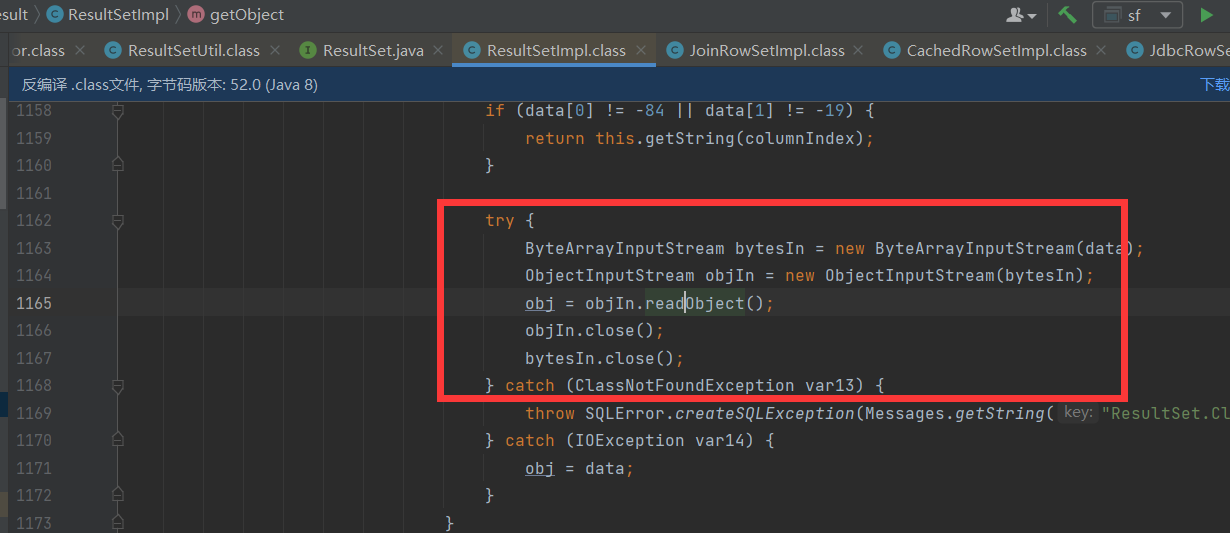 esult 〉 ResultSetImpl 〉 m getObject sf
or.class × C ResultSetUtil.class × I ResultSet.java × C ResultSetImpl.class × C JoinRowSetImpl.class × C CachedRowSetImpl.class × C JdbcRowSe
反编译 .class文件, 字节码版本: 52.0 (Java 8) 下载
1158 if (data[0] != -84 || data[1] != -19) {
1159 return this.getString(columnIndex);
1160 }
1161
1162 try {
1163 ByteArrayInputStream bytesIn = new ByteArrayInputStream(data);
1164 ObjectInputStream objIn = new ObjectInputStream(bytesIn);
1165 obj = objIn.readObject();
1166 objIn.close();
1167 bytesIn.close();
1168 } catch (ClassNotFoundException var13) {
1169 throw SQLError.createSQLException(Messages.getString( key: "ResultSet.Cl
1170 } catch (IOException var14) {
1171 obj = data;
1172 }
1173 }